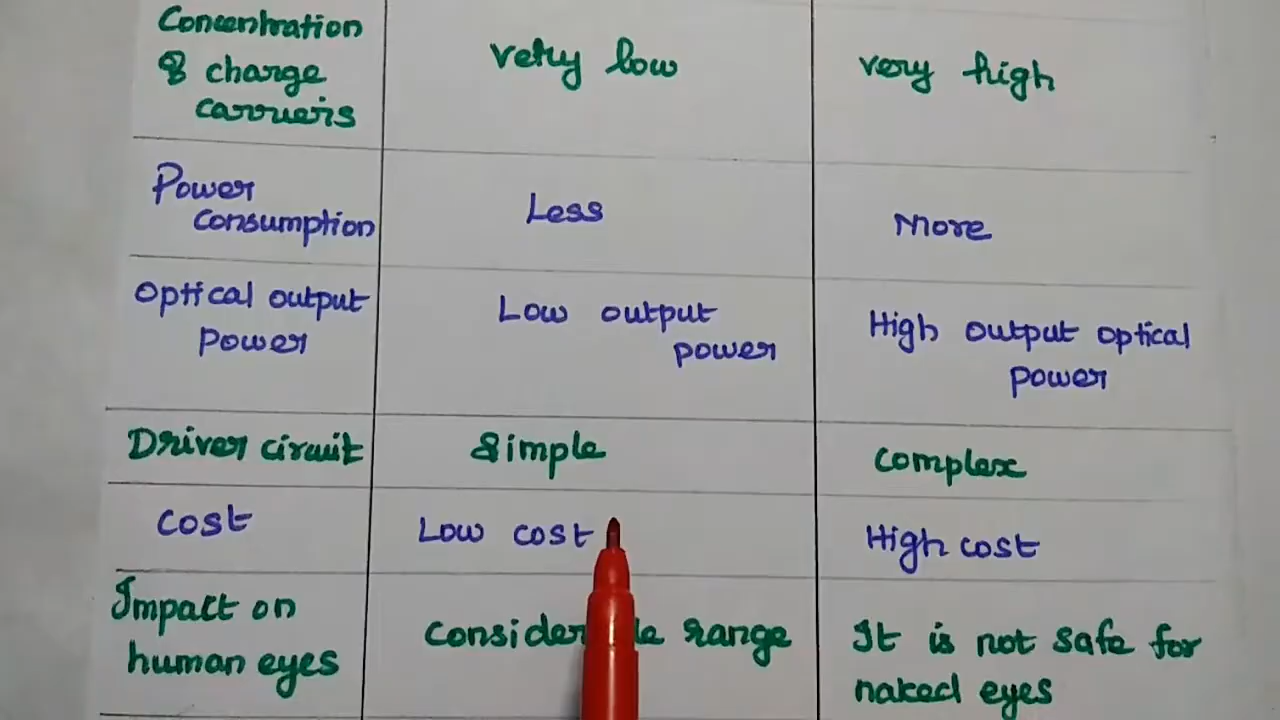 Concentration
of charge
carriers
very low
very high
Power
consumption
Less
More
Optical output
power
Low output
power
High output optical
power
Driver circuit
Simple
complex
cost
Low cost
High cost
Impact on
human eyes
range
It is not safe for
naked eyes